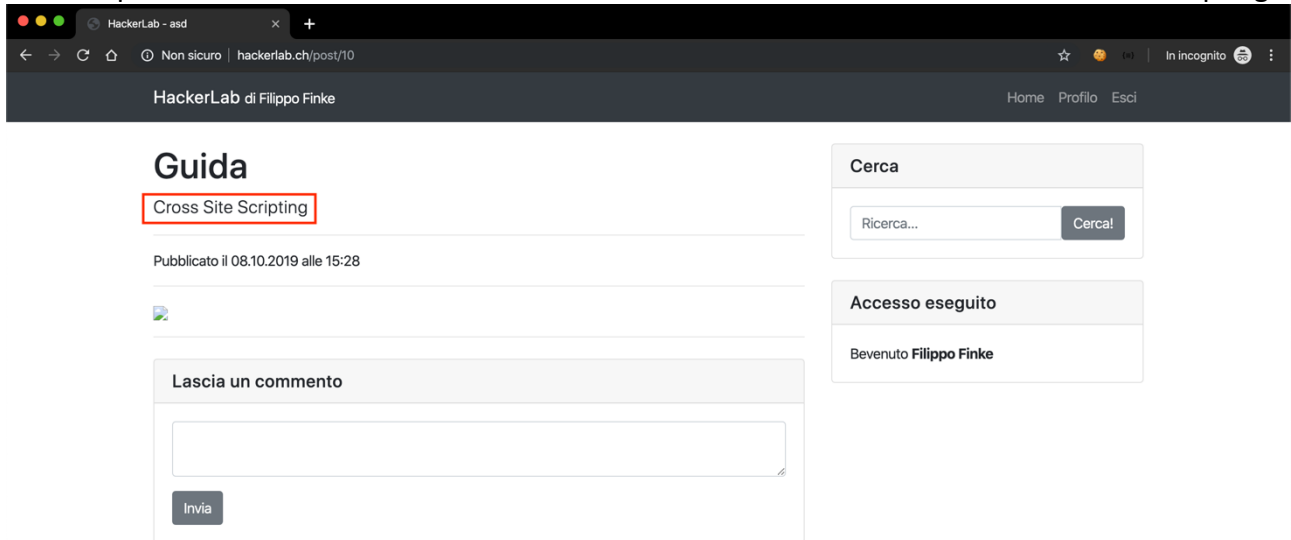 HackerLab - asd
Non sicuro | hackerlab.ch/post/10
In incognito
HackerLab di Filippo Finke
Home Profilo Esci
Guida
Cross Site Scripting
Pubblicato il 08.10.2019 alle 15:28
Lascia un commento
Invia
Cerca
Ricerca...
Cerca!
Accesso eseguito
Bevenuto Filippo Finke